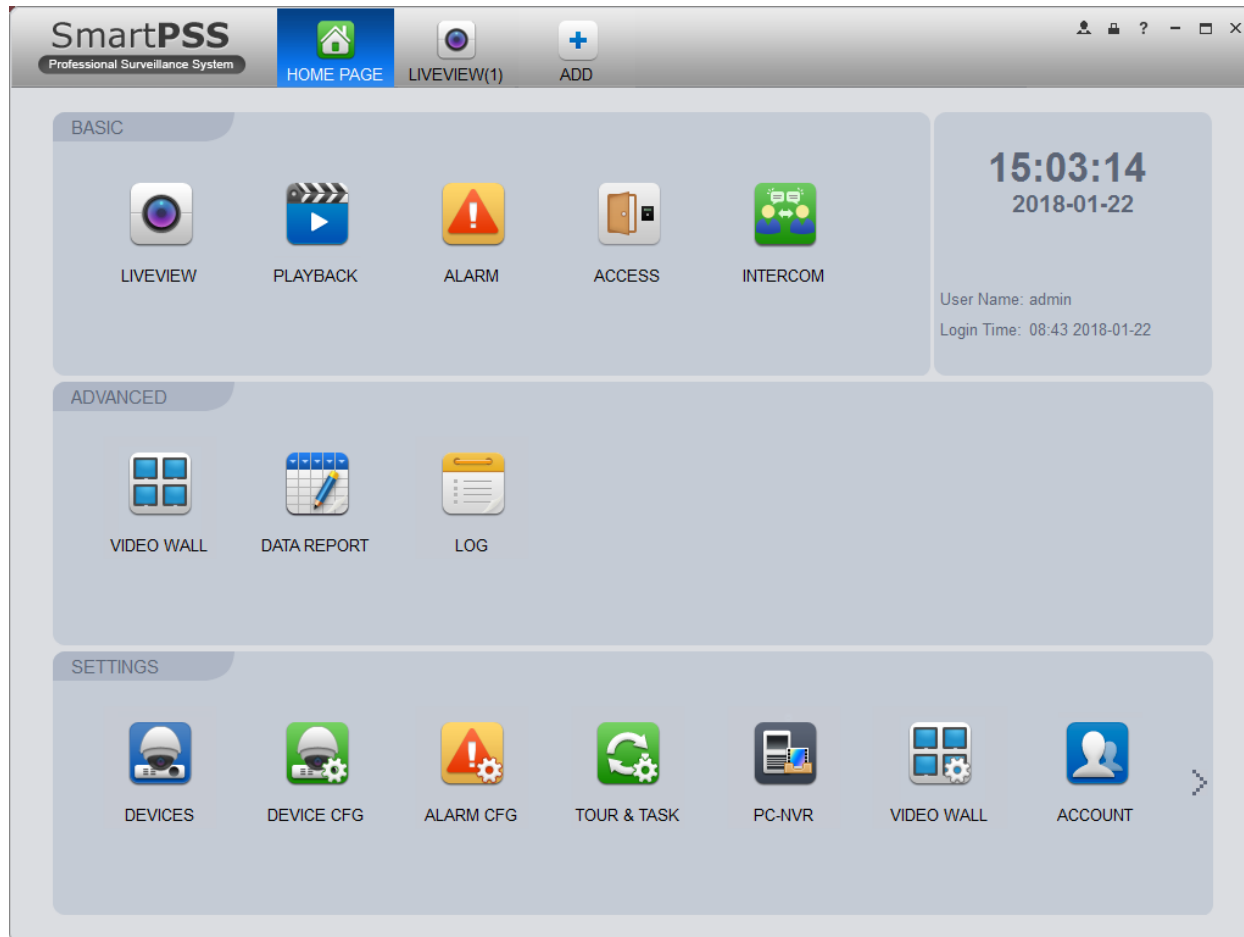 SmartPSS
Professional Surveillance System
HOME PAGE
LIVEVIEW(1)
ADD
?
BASIC
LIVEVIEW
PLAYBACK
ALARM
ACCESS
INTERCOM
15:03:14
2018-01-22
User Name: admin
Login Time: 08:43 2018-01-22
ADVANCED
VIDEO WALL
DATA REPORT
LOG
SETTINGS
DEVICES
DEVICE CFG
ALARM CFG
TOUR & TASK
PC-NVR
VIDEO WALL
ACCOUNT